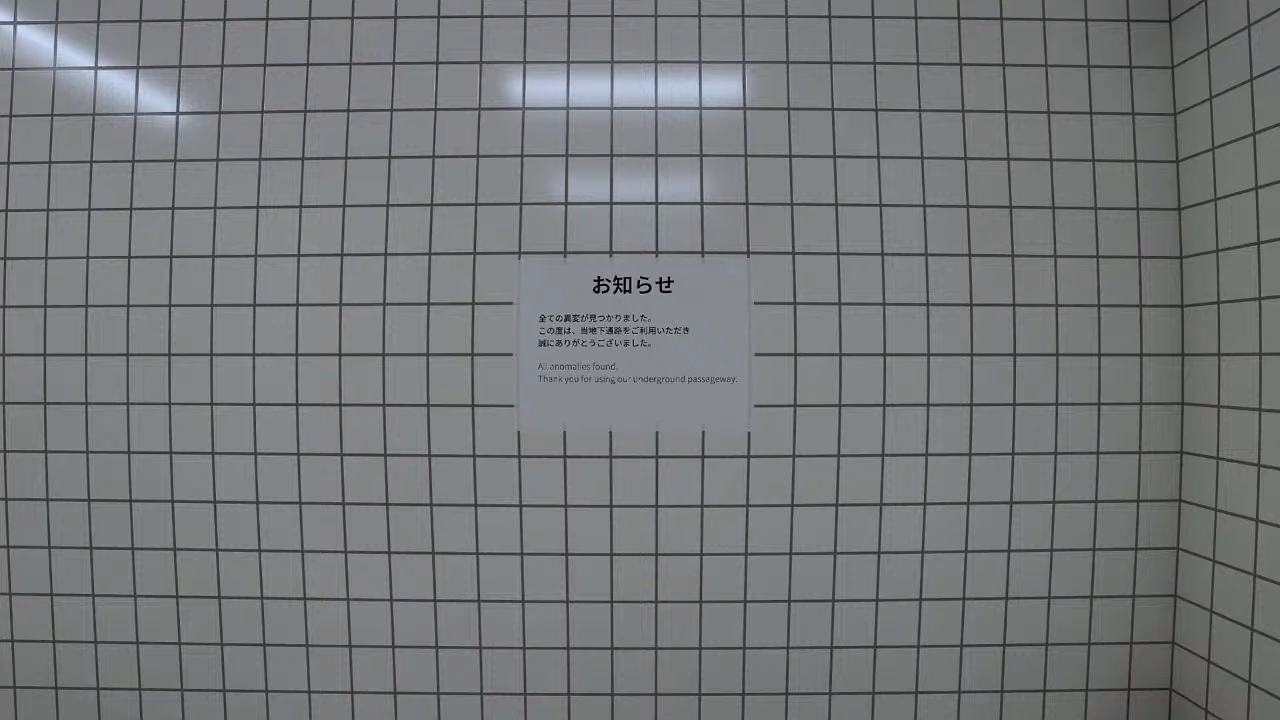 お知らせ
全ての異変が見つかりました。
この度は、当地下通路をご利用いただき
誠にありがとうございました。
All anomalies found.
Thank you for using our underground passageway.